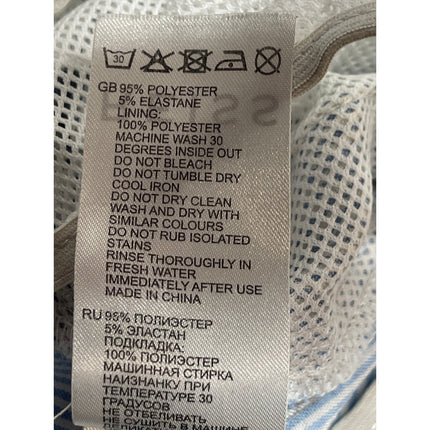 30
GB 95% POLYESTER
5% ELASTANE
LINING:
100% POLYESTER
MACHINE WASH 30
DEGREES INSIDE OUT
DO NOT BLEACH
DO NOT TUMBLE DRY
COOL IRON
DO NOT DRY CLEAN
WASH AND DRY WITH
SIMILAR COLOURS
DO NOT RUB ISOLATED
STAINS
RINSE THOROUGHLY IN
FRESH WATER
IMMEDIATELY AFTER USE
MADE IN CHINA
RU 95% ПОЛИЭСТЕР
5% ЭЛАСТАН
ПОДКЛАДКА:
100% ПОЛИЭСТЕР
МАШИННАЯ СТИРКА
НАИЗНАНКУ ПРИ
ТЕМПЕРАТУРЕ 30
ГРАДУСОВ
НЕ ОТБЕЛИВАТЬ